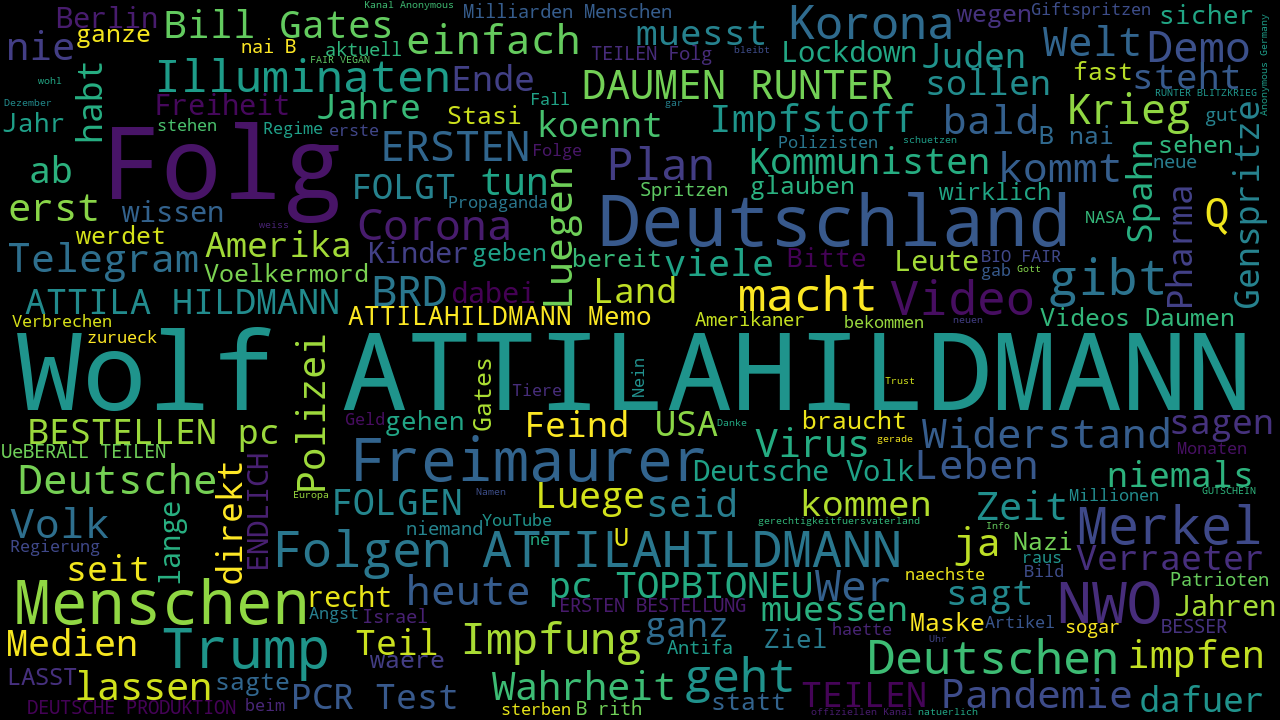 Kanal Anonymous
Berlin Bill Gates Milliarden Menschen Korona wegen Giftspritzen sicher
nie ganze nai B aktuell einfach muesst TEILEN Folg bleibt Lockdown Juden Welt Demo
FAIR VEGAN
wohl habt Illuminaten Ende DAUMEN RUNTER sollen fast steht
Dezember Freiheit Jahre Stasi Fall gar RUNTER BLITZKRIEG Anonymous Germany
Jahr stehen Regime erste koennt Impfstoff bald Krieg gut
Folg ERSTEN Folge Plan Polizisten schuetzen B nai sehen
ab FOLGT tun Kommunisten kommt neue Genspritze
erst wissen Propaganda Luegen Spritzen glauben wirklich Spahn Pharma Q
weiss Corona Deutschland NASA
werdet Amerika Kinder geben bereit viele Bitte Leute BIO FAIR
Telegram Voelkermord gab Gott gibt
ATTILA HILDMANN BRD dabei Land macht Video
Verbrechen ATTILAHILDMANN Memo Amerikaner bekommen neuen Videos Daumen
zurueck
Wolf ATTILAHILDMANN
Polizei Gates Tiere Nein Trust
BESTELLEN pc Geld gehen Feind USA Danke braucht Widerstand sagen
UeBERALL TEILEN Virus gerade Monaten
Deutsche ENDLICH Freimaurer Deutsche Volk Leben niemals
direkt Europa FOLGEN Namen Luege seid kommen Zeit Millionen GUTSCHEIN
Volk lange niemand YouTube gerechtigkeitfuersvaterland Info Merkel
Regierung Folgen ATTILAHILDMANN ne U ja Nazi
seit raus Verraeter
Menschen recht heute pc TOPBIONEU Wer naechste Bild Patrioten
Angst Israel ERSTEN BESTELLUNG muessen sagt NWO Jahren
Medien Trump Teil Impfung ganz Ziel haette Maske Artikel sogar BESSER
waere Antifa Uhr Deutschen impfen
LASST lassen sagte PCR Test Wahrheit geht TEILEN Pandemie dafuer
DEUTSCHE PRODUKTION beim sterben B rith statt offiziellen Kanal natuerlich